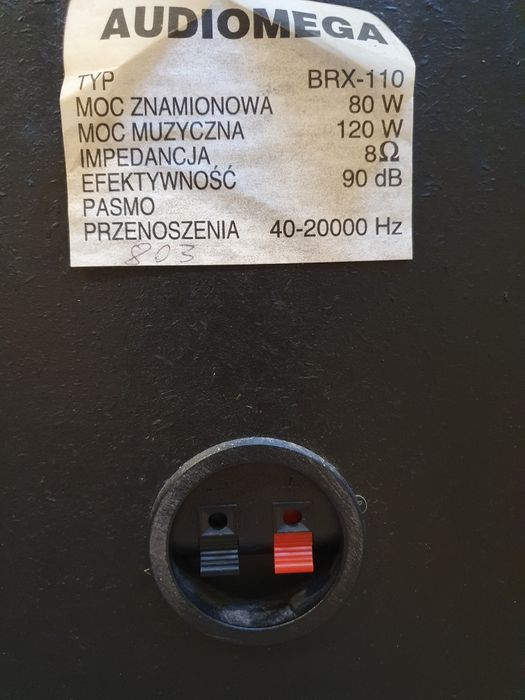 AUDIOMEGA
TYP BRX-110
MOC ZNAMIONOWA 80 W
MOC MUZYCZNA 120 W
IMPEDANCJA 8Ω
EFEKTYWNOŚĆ 90 dB
PASMO
PRZENOSZENIA 40-20000 Hz
803